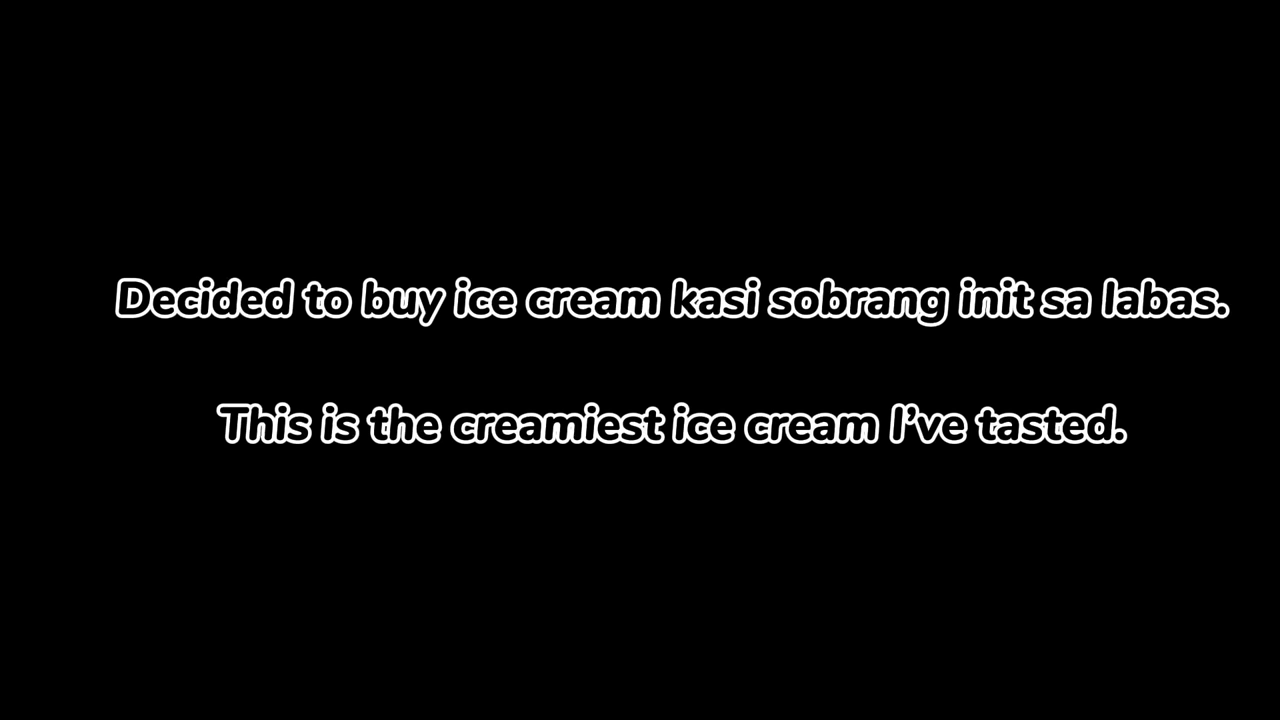 Decided to buy ice cream kasi sobrang init sa labas.
This is the creamiest ice cream I’ve tasted.